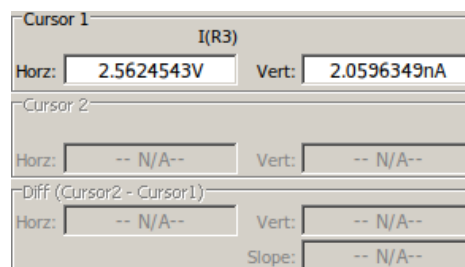 Cursor 1
I(R3)
Horz: 2.5624543V Vert: 2.0596349nA
Cursor 2
Horz: -- N/A-- Vert: -- N/A--
Diff (Cursor2 - Cursor1)
Horz: -- N/A-- Vert: -- N/A--
Slope: -- N/A--